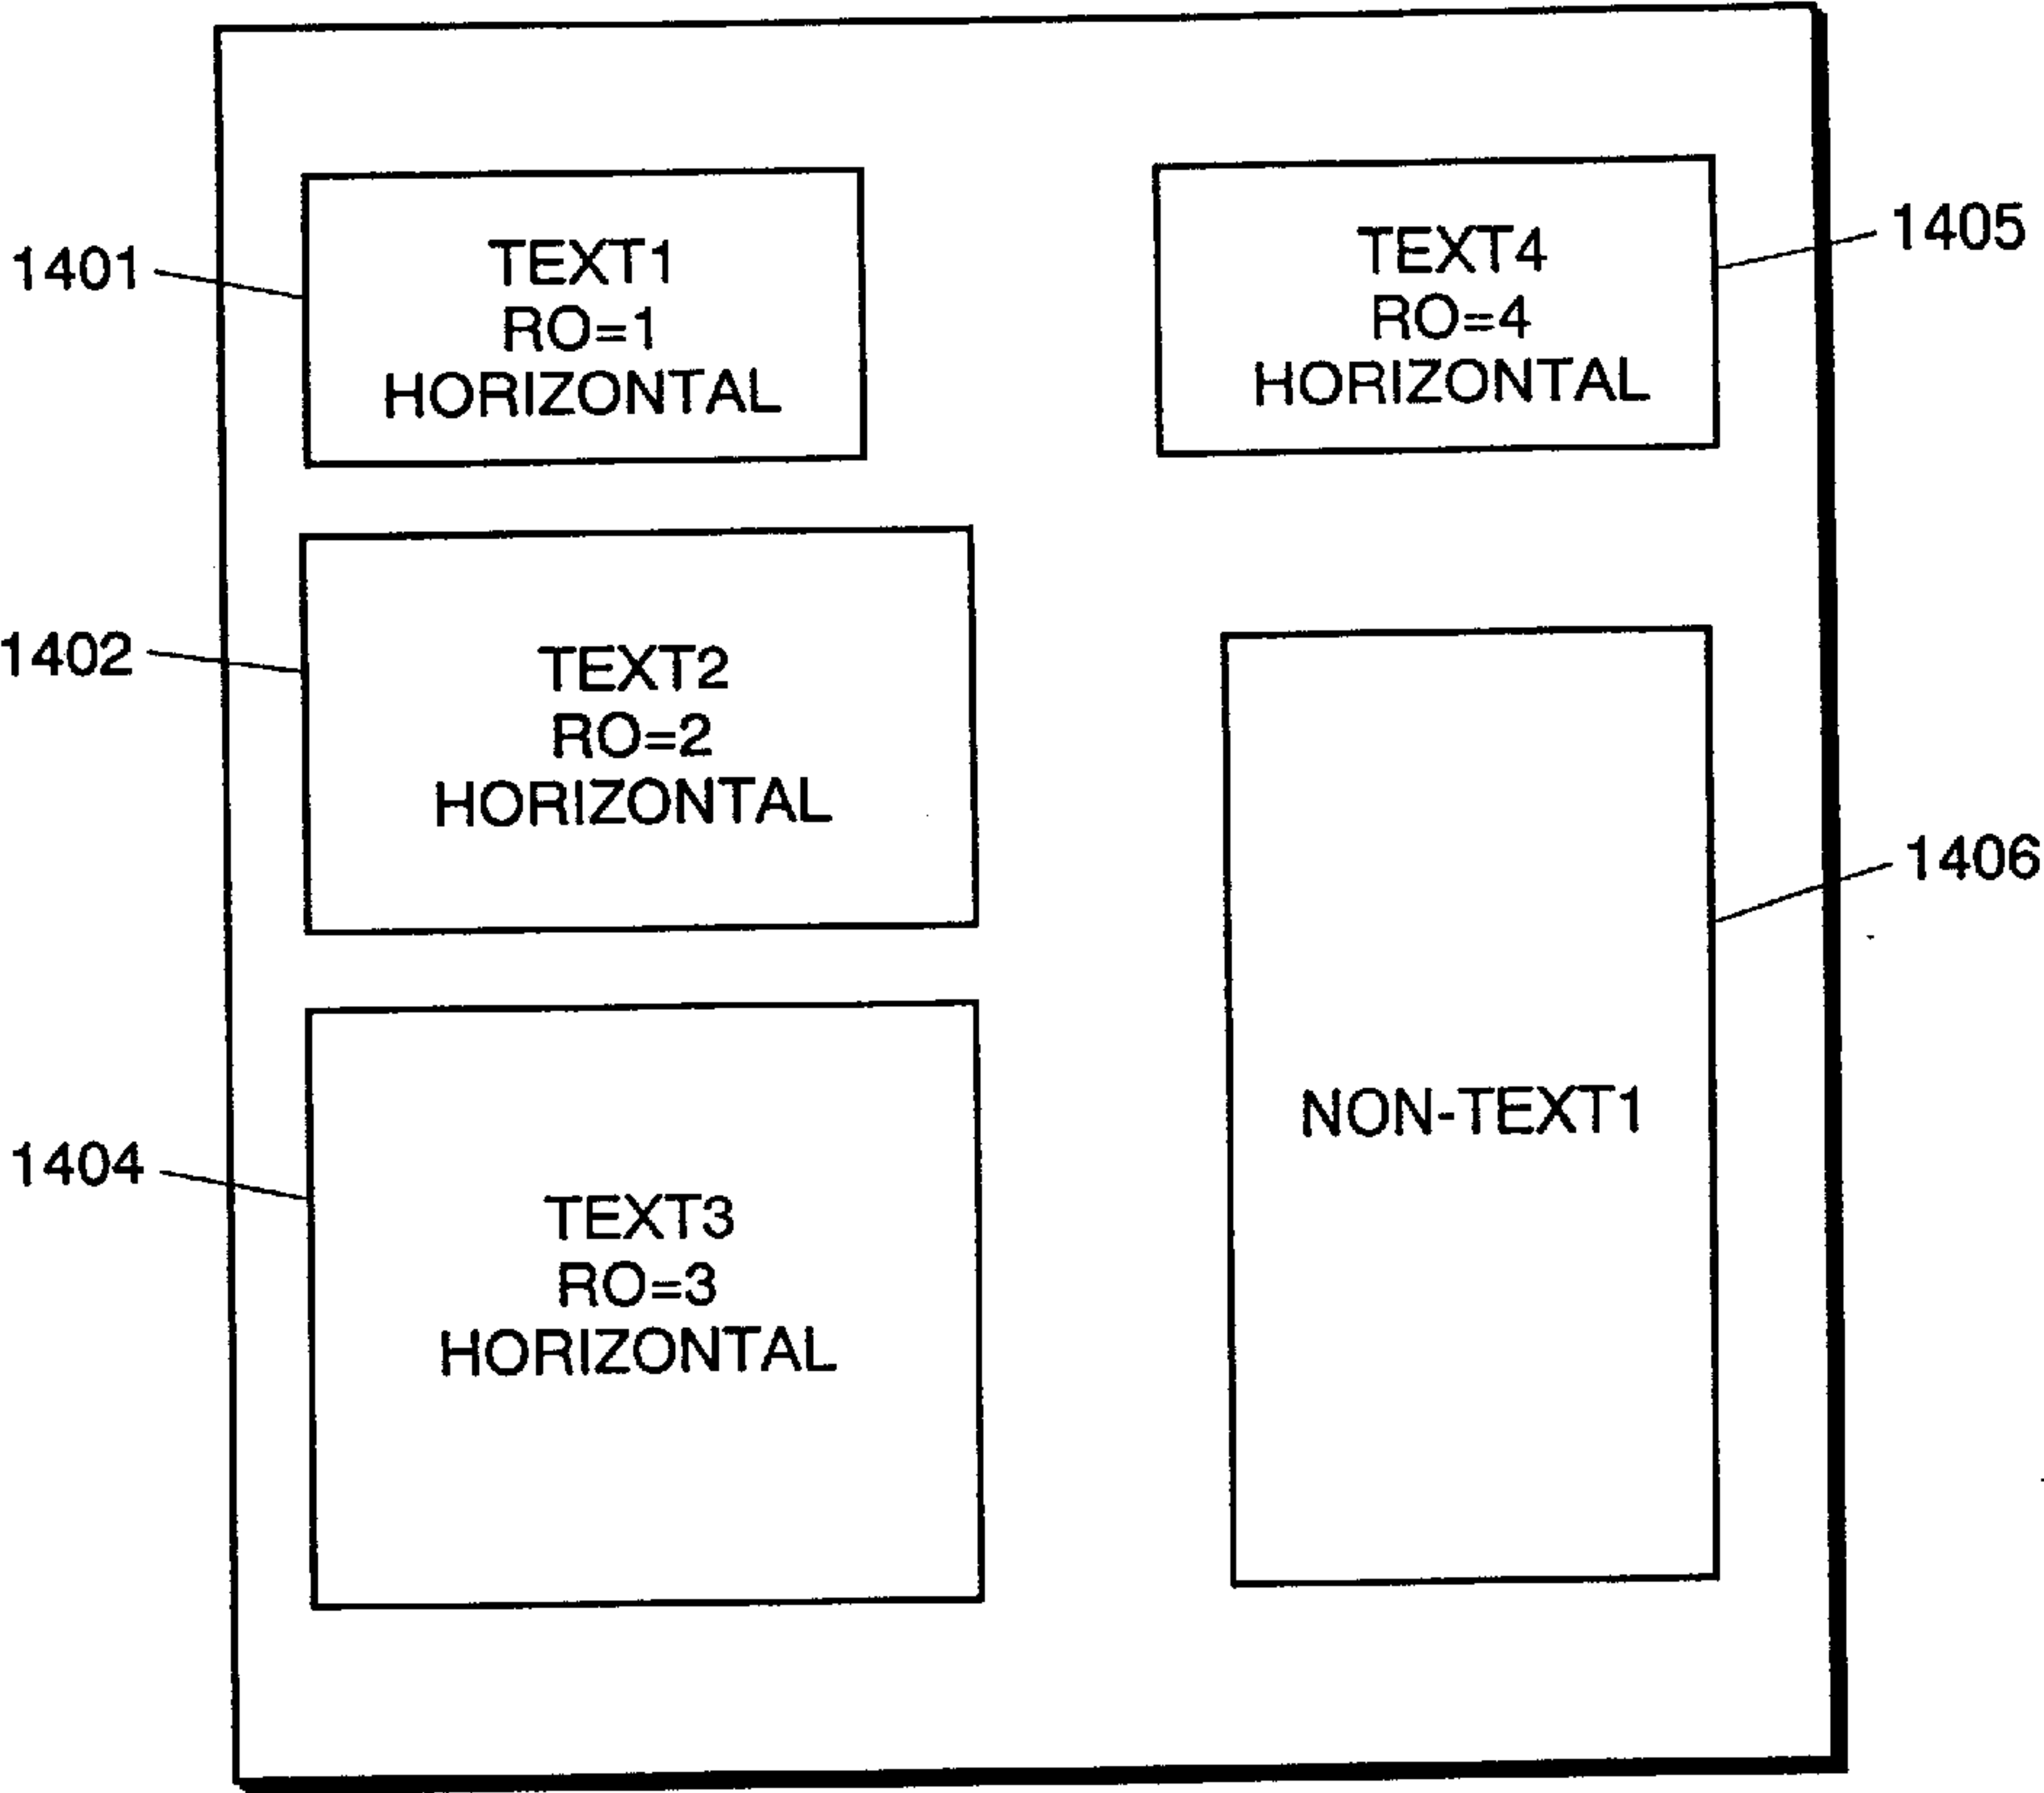 1401
TEXT1
RO=1
HORIZONTAL
1402
TEXT2
RO=2
HORIZONTAL
1404
TEXT3
RO=3
HORIZONTAL
TEXT4
RO=4
HORIZONTAL
1405
NON-TEXT1
1406